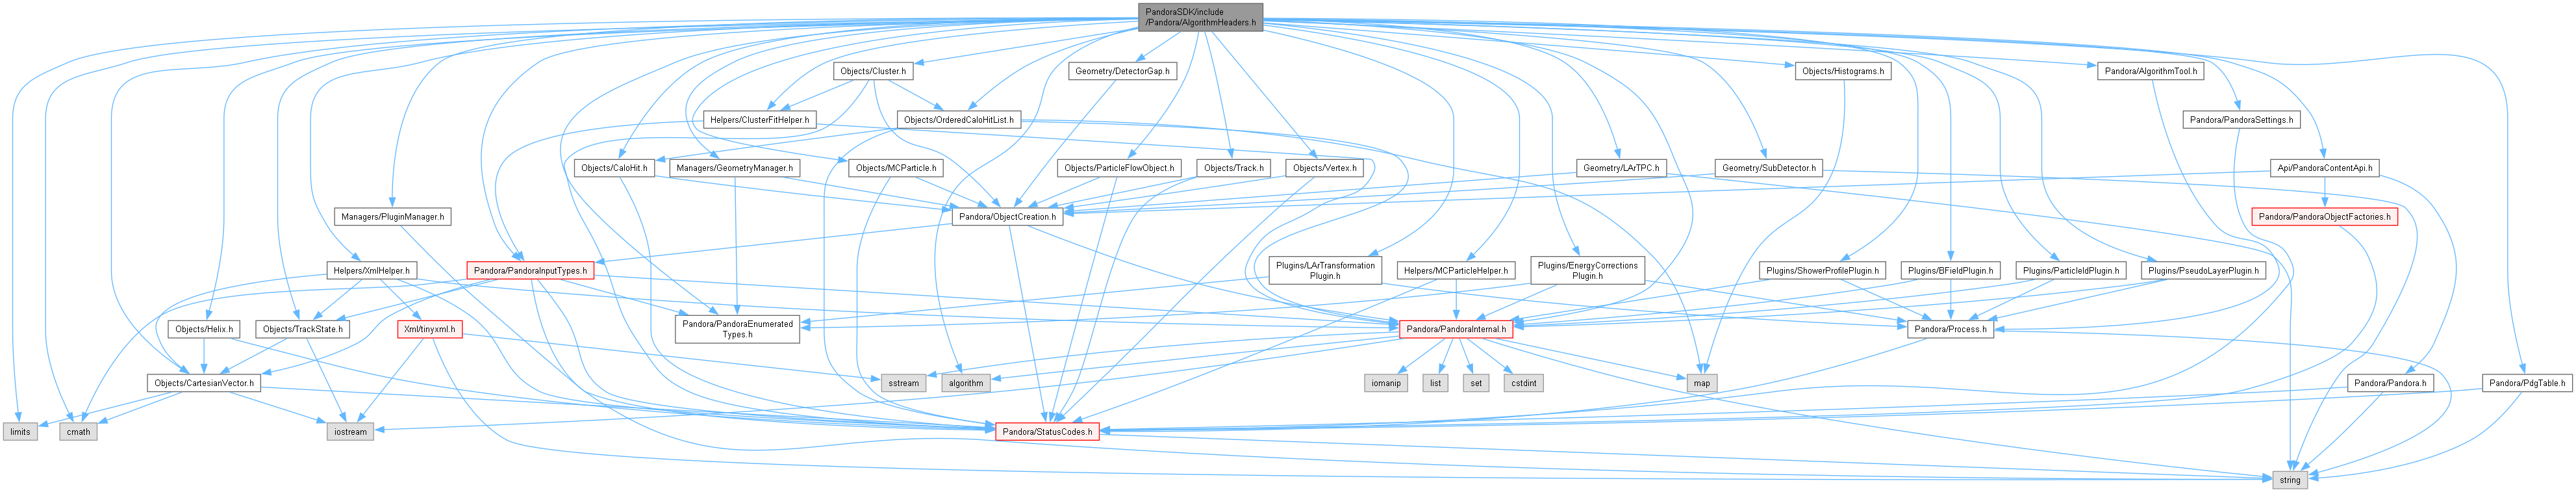 PandoraSDK/include
/Pandora/AlgorithmHeaders.h
Objects/Cluster.h
Geometry/DetectorGap.h
Objects/Histograms.h
Pandora/AlgorithmTool.h
Helpers/ClusterFitHelper.h
Objects/OrderedCaloHitList.h
Pandora/PandoraSettings.h
Objects/CaloHit.h
Managers/GeometryManager.h
Objects/MCParticle.h
Objects/ParticleFlowObject.h
Objects/Track.h
Objects/Vertex.h
Geometry/LArTPC.h
Geometry/SubDetector.h
Api/PandoraContentApi.h
Managers/PluginManager.h
Pandora/ObjectCreation.h
Pandora/PandoraObjectFactories.h
Helpers/XmlHelper.h
Pandora/PandoraInputTypes.h
Plugins/LArTransformation
Plugin.h
Helpers/MCParticleHelper.h
Plugins/EnergyCorrections
Plugin.h
Plugins/ShowerProfilePlugin.h
Plugins/BFieldPlugin.h
Plugins/ParticleIdPlugin.h
Plugins/PseudoLayerPlugin.h
Objects/Helix.h
Objects/TrackState.h
Xml/tinyxml.h
Pandora/PandoraEnumerated
Types.h
Pandora/PandoraInternal.h
Pandora/Process.h
Objects/CartesianVector.h
sstream
algorithm
iomanip
list
set
cstdint
map
Pandora/Pandora.h
Pandora/PdgTable.h
limits
cmath
iostream
Pandora/StatusCodes.h
string